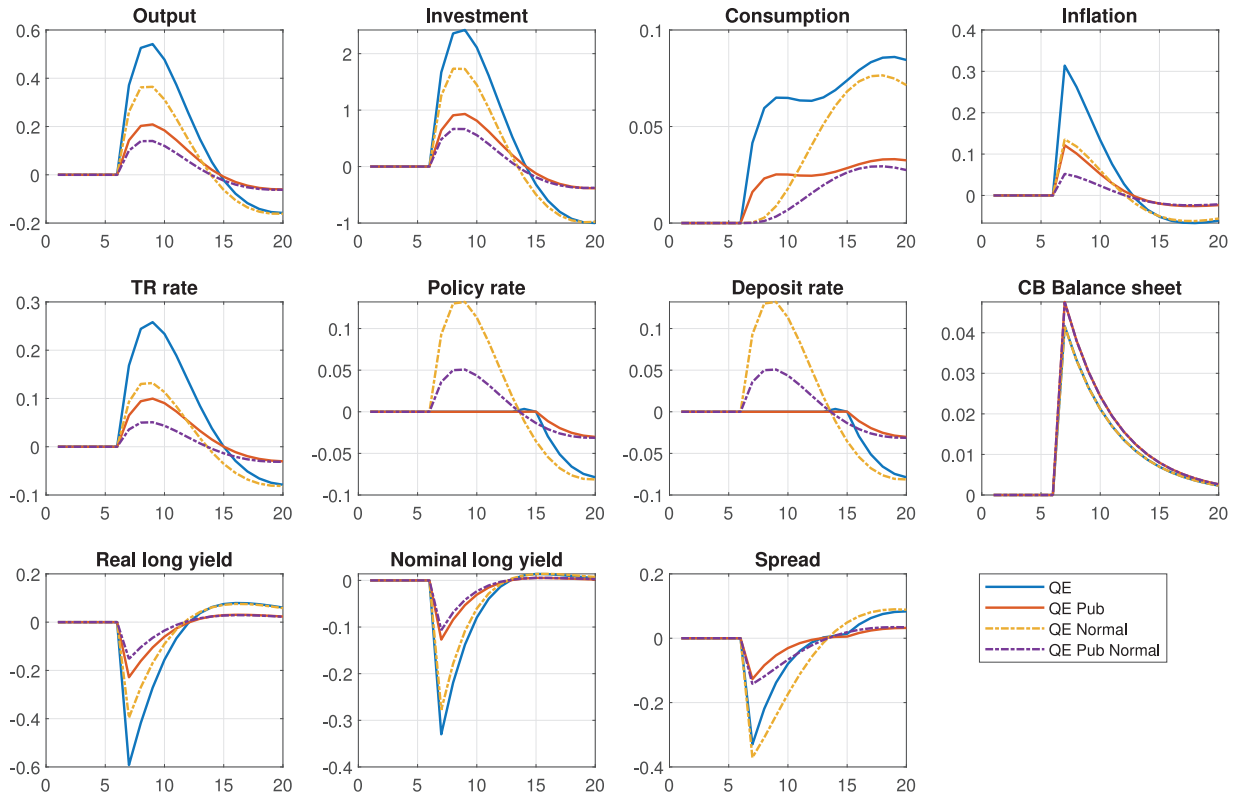 Output
0.6
0.4
0.2
0
-0.2
0 5 10 15 20
Investment
2
1
0
-1
0 5 10 15 20
Consumption
0.1
0.05
0
0 5 10 15 20
Inflation
0.4
0.3
0.2
0.1
0
0 5 10 15 20
TR rate
0.3
0.2
0.1
0
-0.1
0 5 10 15 20
Policy rate
0.1
0.05
0
-0.05
-0.1
0 5 10 15 20
Deposit rate
0.1
0.05
0
-0.05
-0.1
0 5 10 15 20
CB Balance sheet
0.04
0.03
0.02
0.01
0
0 5 10 15 20
Real long yield
0.2
0
-0.2
-0.4
-0.6
0 5 10 15 20
Nominal long yield
0
-0.1
-0.2
-0.3
-0.4
0 5 10 15 20
Spread
0.2
0
-0.2
-0.4
0 5 10 15 20
QE
QE Pub
QE Normal
QE Pub Normal